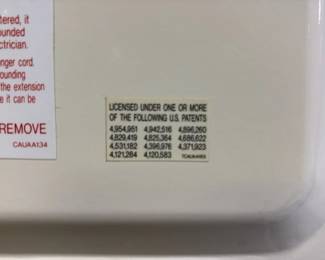 tered, it
ounded
ctrician.
nger cord.
ounding
the extension
e it can be
REMOVE
CAUAA134
LICENSED UNDER ONE OR MORE
OF THE FOLLOWING U.S. PATENTS
4,954,951 4,942,516 4,896,260
4,829,419 4,825,364 4,686,622
4,531,182 4,396,976 4,371,923
4,121,284 4,120,583